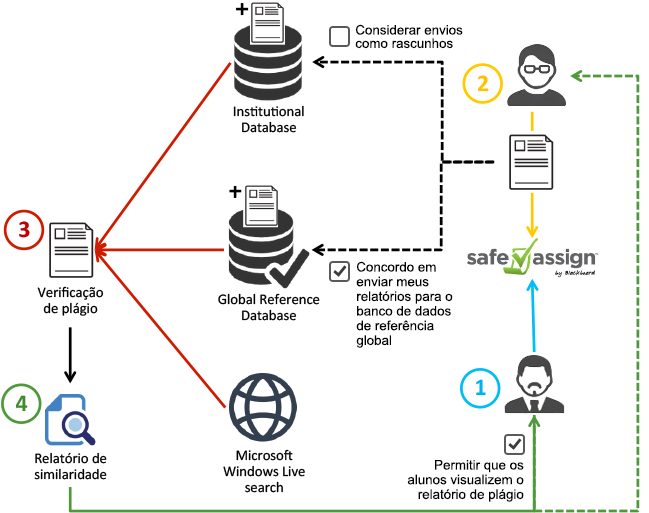 +
Considerar envios
como rascunhos
2
Institutional
Database
3
+
safe assign
by Blackboard
Verificação
de plágio
Global Reference
Database
Concordo em
enviar meus
relatórios para o
banco de dados
de referência
global
1
4
Relatório de
similaridade
Microsoft
Windows Live
search
Permitir que os
alunos visualizem o
relatório de plágio